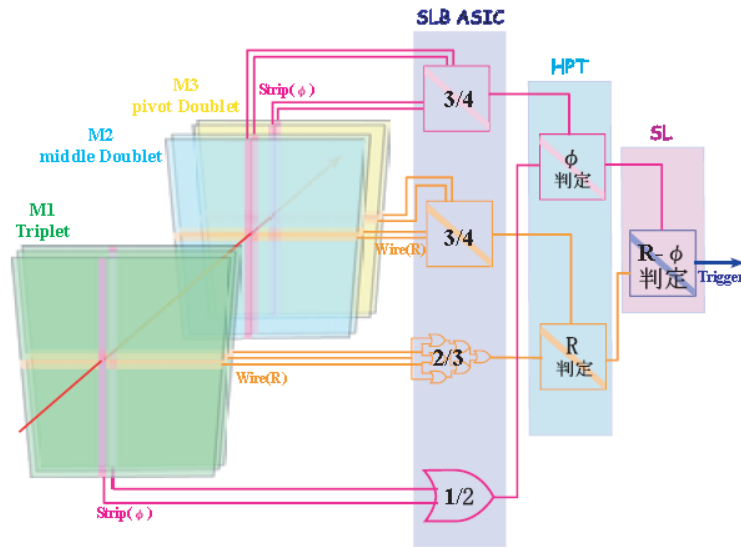 SLB ASIC
HPT
SL
M3
pivot Doublet
Strip(ϕ)
M2
middle Doublet
M1
Triplet
3/4
ϕ
判定
3/4
Wire(R)
R-ϕ
判定
Trigger
2/3
R
判定
Wire(R)
1/2
Strip(ϕ)